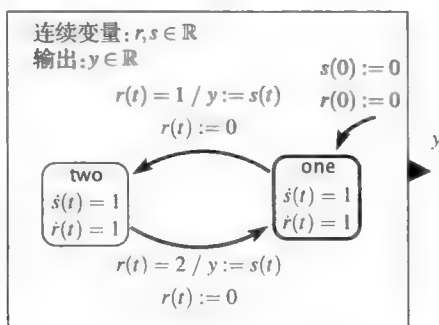 连续变量:r,s∈ℝ
输出:y∈ℝ
s(0) := 0
r(0) := 0
r(t) = 1 / y := s(t)
r(t) := 0
y
two
ṡ(t) = 1
ṙ(t) = 1
one
ṡ(t) = 1
ṙ(t) = 1
r(t) = 2 / y := s(t)
r(t) := 0